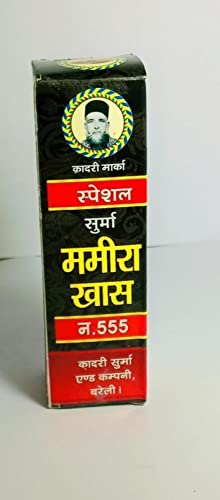 क़ादरी मार्का
स्पेशल
सुर्मा
ममीरा
खास
न.555
क़ादरी सुर्मा
एण्ड कम्पनी,
बरेली।